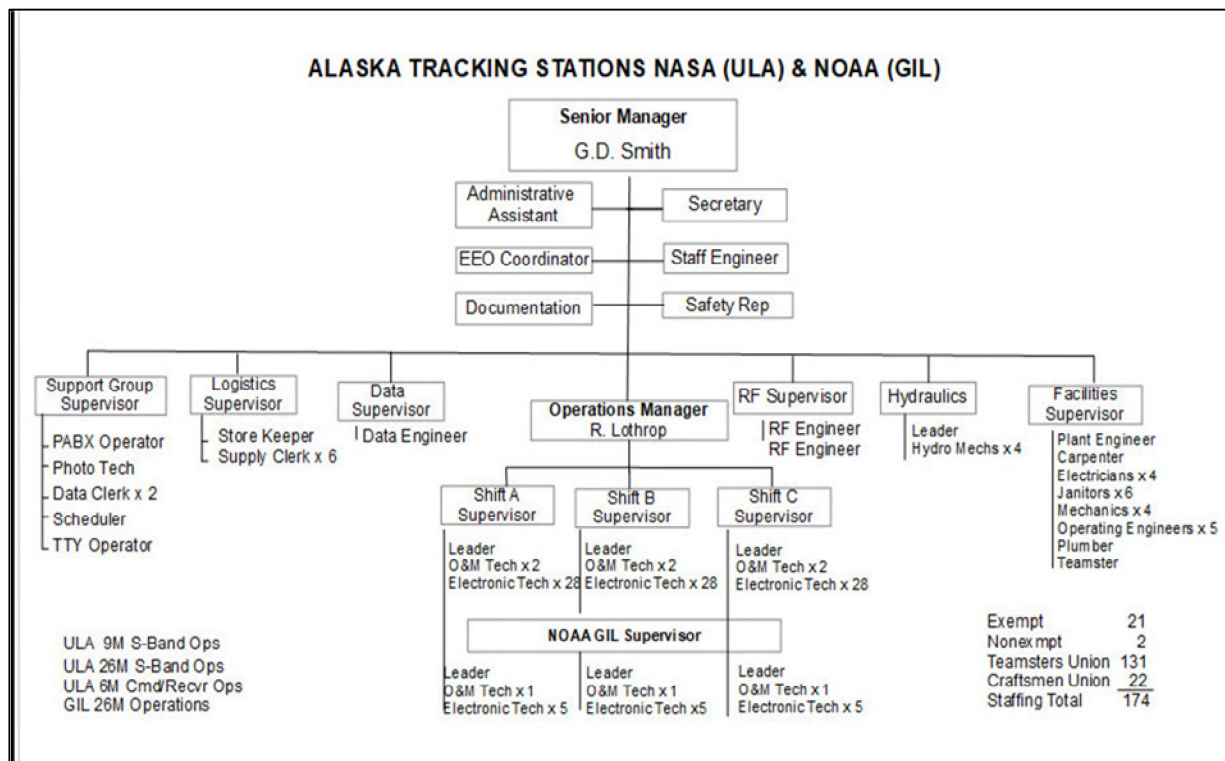 ALASKA TRACKING STATIONS NASA (ULA) & NOAA (GIL)
Senior Manager
G.D. Smith
Administrative
Assistant
Secretary
EEO Coordinator
Staff Engineer
Documentation
Safety Rep
Support Group
Supervisor
PABX Operator
Photo Tech
Data Clerk x 2
Scheduler
TTY Operator
Logistics
Supervisor
Store Keeper
Supply Clerk x 6
Data
Supervisor
Data Engineer
Operations Manager
R. Lothrop
RF Supervisor
RF Engineer
RF Engineer
Hydraulics
Leader
Hydro Mechs x 4
Facilities
Supervisor
Plant Engineer
Carpenter
Electricians x 4
Janitors x 6
Mechanics x 4
Operating Engineers x 5
Plumber
Teamster
Shift A
Supervisor
Leader
O&M Tech x 2
Electronic Tech x 28
Shift B
Supervisor
Leader
O&M Tech x 2
Electronic Tech x 28
Shift C
Supervisor
Leader
O&M Tech x 2
Electronic Tech x 28
NOAA GIL Supervisor
Leader
O&M Tech x 1
Electronic Tech x 5
Leader
O&M Tech x 1
Electronic Tech x5
Leader
O&M Tech x 1
Electronic Tech x 5
ULA 9M S-Band Ops
ULA 26M S-Band Ops
ULA 6M Cmd/Recvr Ops
GIL 26M Operations
Exempt 21
Nonexmpt 2
Teamsters Union 131
Craftsmen Union 22
Staffing Total 174